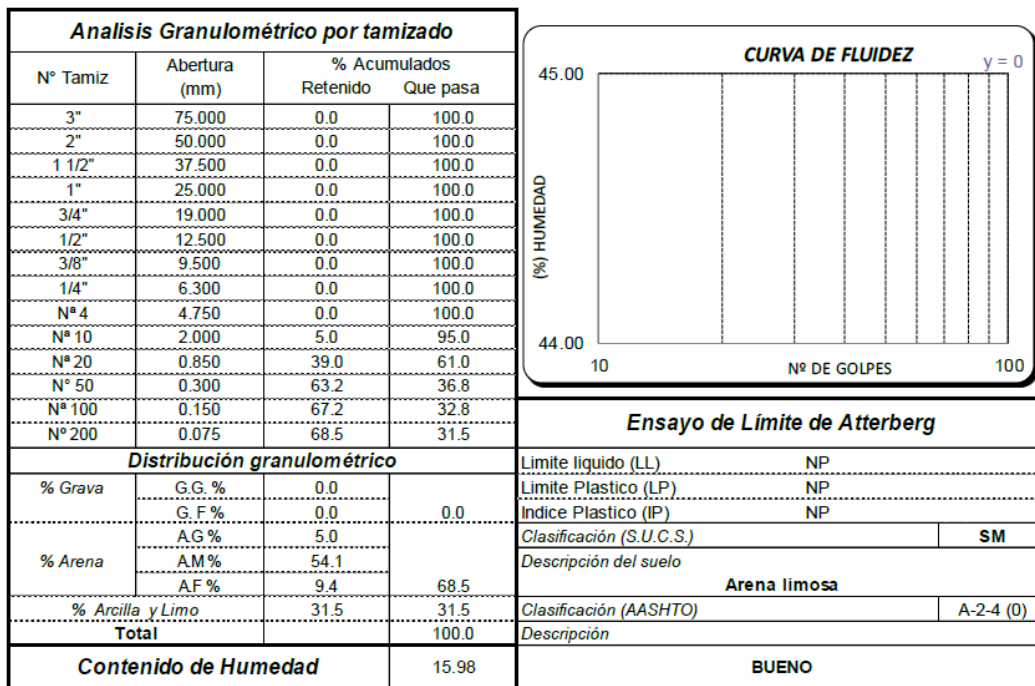 Analisis Granulométrico por tamizado
N° Tamiz Abertura (mm) % Acumulados
Retenido Que pasa
3" 75.000 0.0 100.0
2" 50.000 0.0 100.0
1 1/2" 37.500 0.0 100.0
1" 25.000 0.0 100.0
3/4" 19.000 0.0 100.0
1/2" 12.500 0.0 100.0
3/8" 9.500 0.0 100.0
1/4" 6.300 0.0 100.0
Nª 4 4.750 0.0 100.0
Nª 10 2.000 5.0 95.0
Nª 20 0.850 39.0 61.0
N° 50 0.300 63.2 36.8
Nª 100 0.150 67.2 32.8
Nº 200 0.075 68.5 31.5
Distribución granulométrico
% Grava G.G. % 0.0
G. F % 0.0 0.0
A.G % 5.0
% Arena A.M % 54.1
A.F % 9.4 68.5
% Arcilla y Limo 31.5 31.5
Total 100.0
Contenido de Humedad 15.98
CURVA DE FLUIDEZ
y = 0
45.00
(%) HUMEDAD
44.00
10 Nº DE GOLPES 100
Ensayo de Límite de Atterberg
Limite liquido (LL) NP
Limite Plastico (LP) NP
Indice Plastico (IP) NP
Clasificación (S.U.C.S.) SM
Descripción del suelo
Arena limosa
Clasificación (AASHTO) A-2-4 (0)
Descripción
BUENO